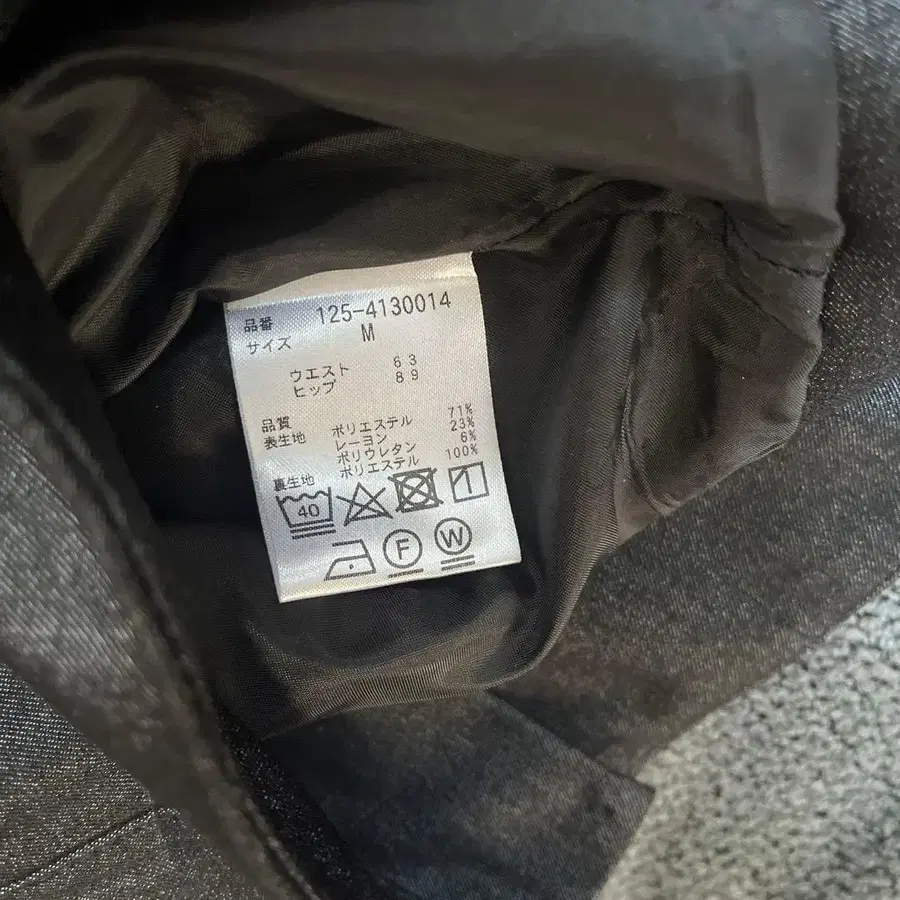 品番 125-4130014
サイズ M
ウエスト 63
ヒップ 89
品質
表生地 ポリエステル 71%
レーヨン 23%
ポリウレタン 6%
裏生地 ポリエステル 100%
40
F W